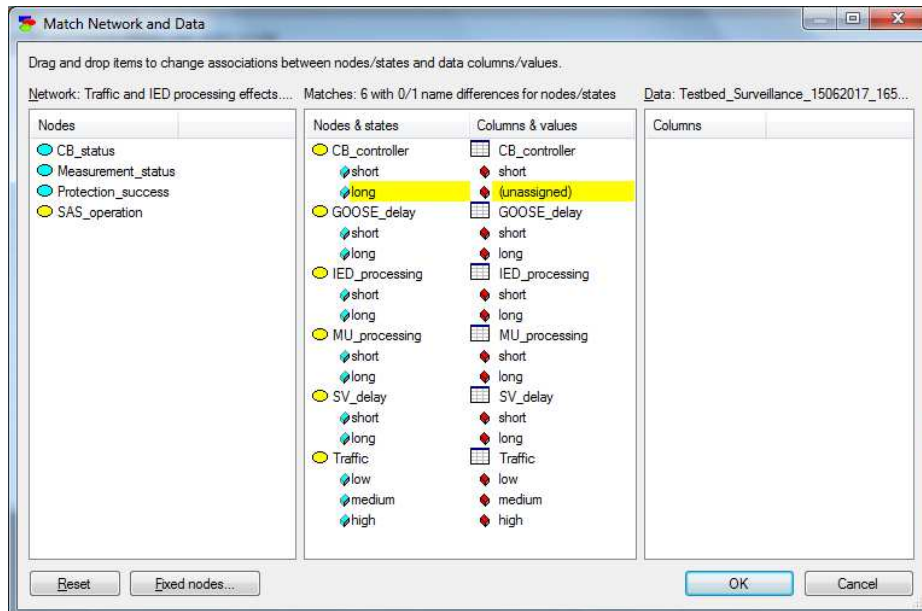 Match Network and Data
Drag and drop items to change associations between nodes/states and data columns/values.
Network: Traffic and IED processing effects.... Matches: 6 with 0/1 name differences for nodes/states Data: Testbed_Surveillance_15062017_165...
Nodes Nodes & states Columns & values Columns
CB_status CB_controller CB_controller
Measurement_status short short
Protection_success long (unassigned)
SAS_operation GOOSE_delay GOOSE_delay
short short
long long
IED_processing IED_processing
short short
long long
MU_processing MU_processing
short short
long long
SV_delay SV_delay
short short
long long
Traffic Traffic
low low
medium medium
high high
Reset Fixed nodes... OK Cancel